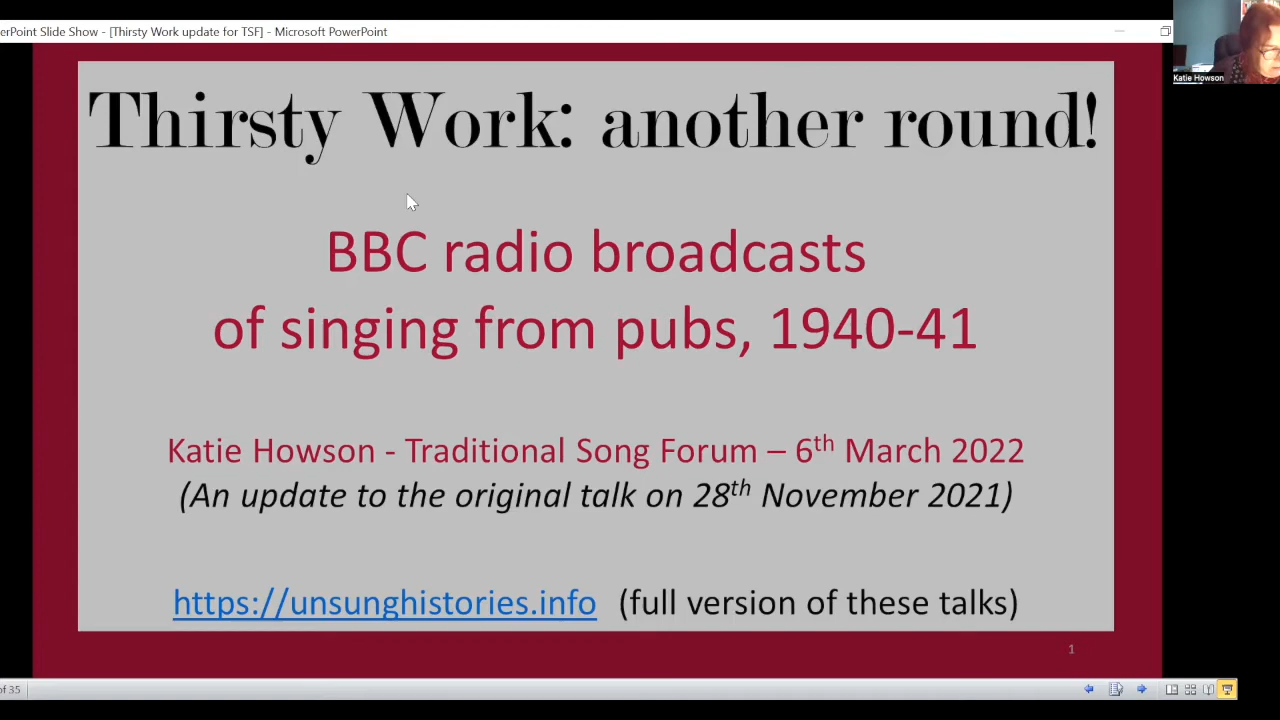 erPoint Slide Show - [Thirsty Work update for TSF] - Microsoft PowerPoint
Katie Howson
Thirsty Work: another round!
BBC radio broadcasts
of singing from pubs, 1940-41
Katie Howson - Traditional Song Forum – 6th March 2022
(An update to the original talk on 28th November 2021)
https://unsunghistories.info (full version of these talks)
1
of 35